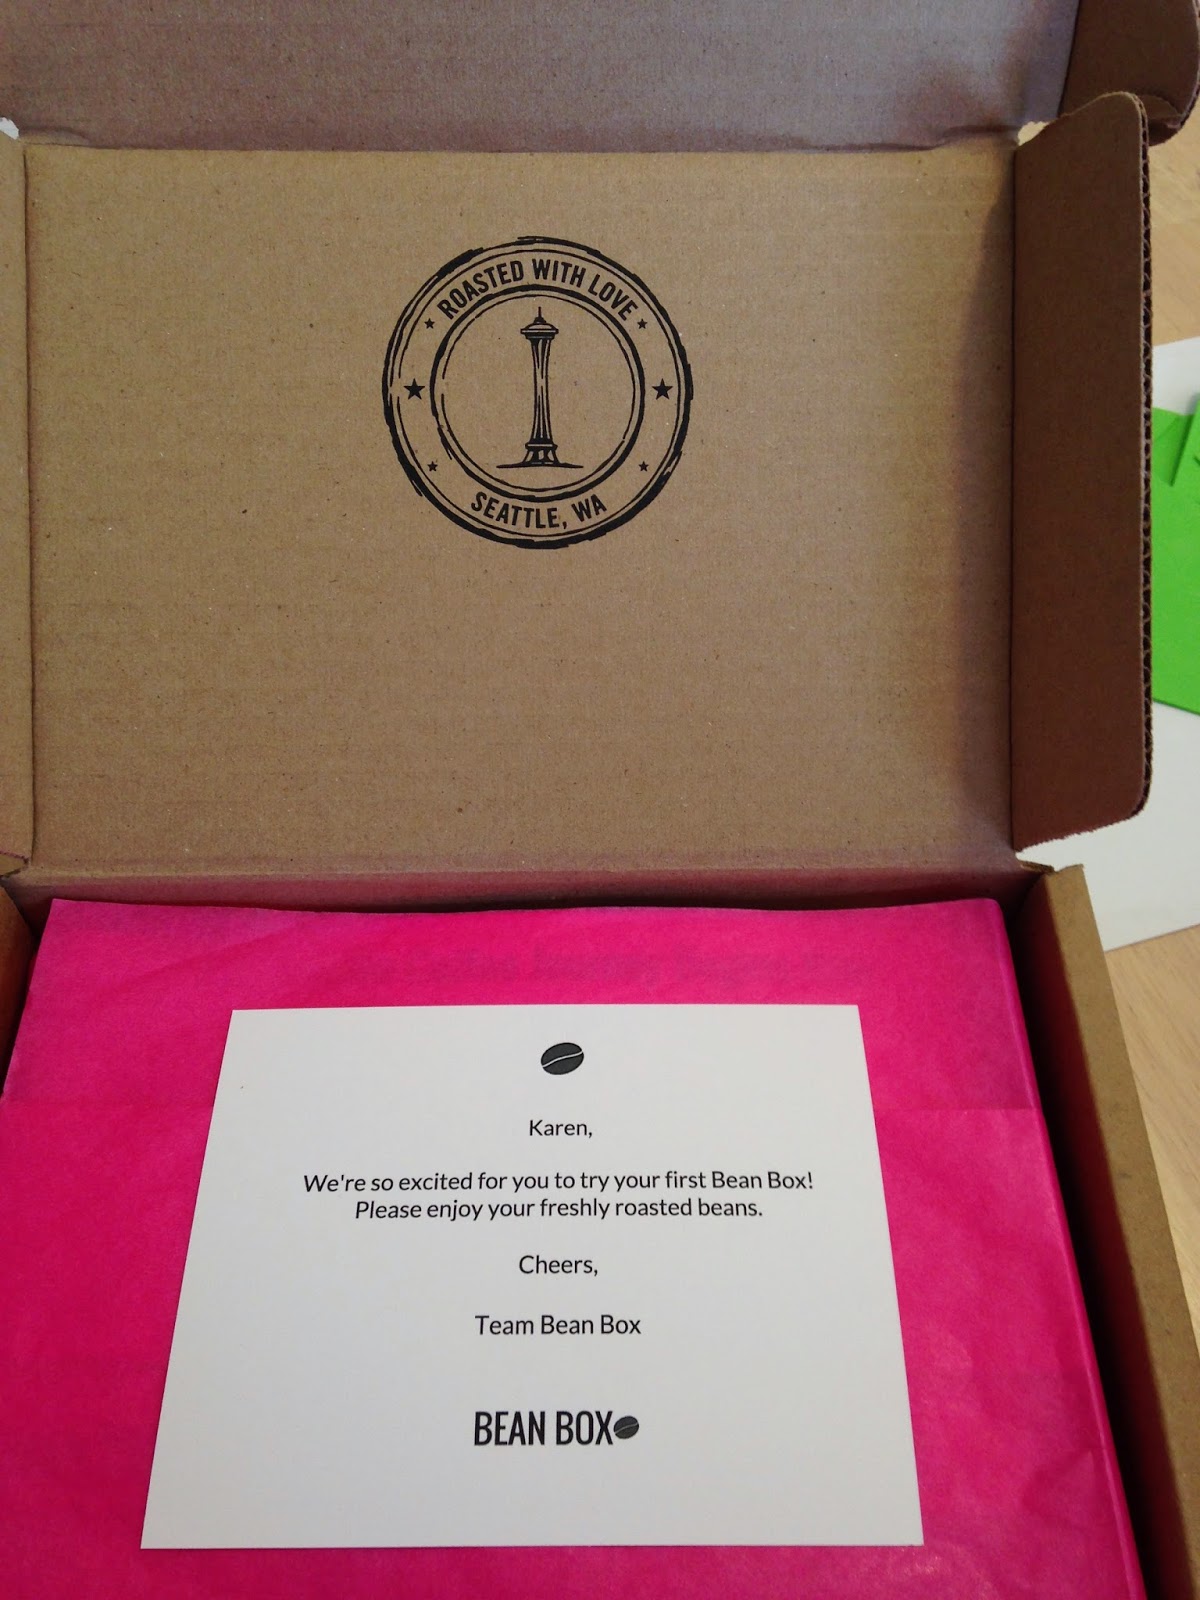 ROASTED WITH LOVE
SEATTLE, WA
Karen,
We're so excited for you to try your first Bean Box!
Please enjoy your freshly roasted beans.
Cheers,
Team Bean Box
BEAN BOX